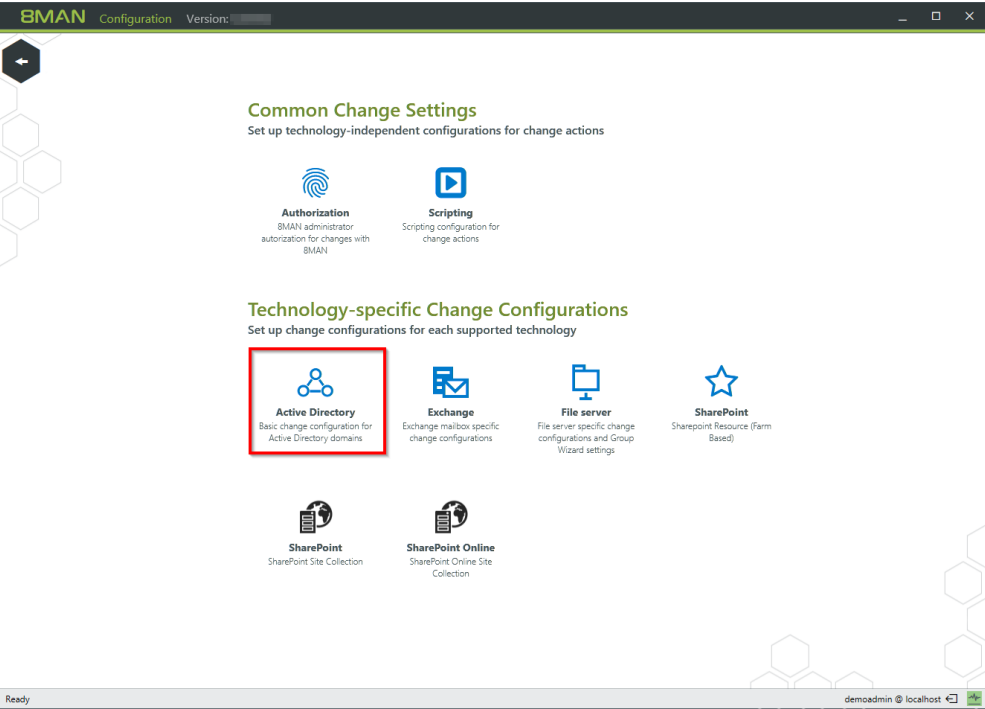 8MAN Configuration Version:
Common Change Settings
Set up technology-independent configurations for change actions
Authorization
8MAN administrator
autorization for changes with
8MAN
Scripting
Scripting configuration for
change actions
Technology-specific Change Configurations
Set up change configurations for each supported technology
Active Directory
Basic change configuration for
Active Directory domains
Exchange
Exchange mailbox specific
change configurations
File server
File server specific change
configurations and Group
Wizard settings
SharePoint
Sharepoint Resource (Farm
Based)
SharePoint
SharePoint Site Collection
SharePoint Online
SharePoint Online Site
Collection
Ready
demoadmin @ localhost